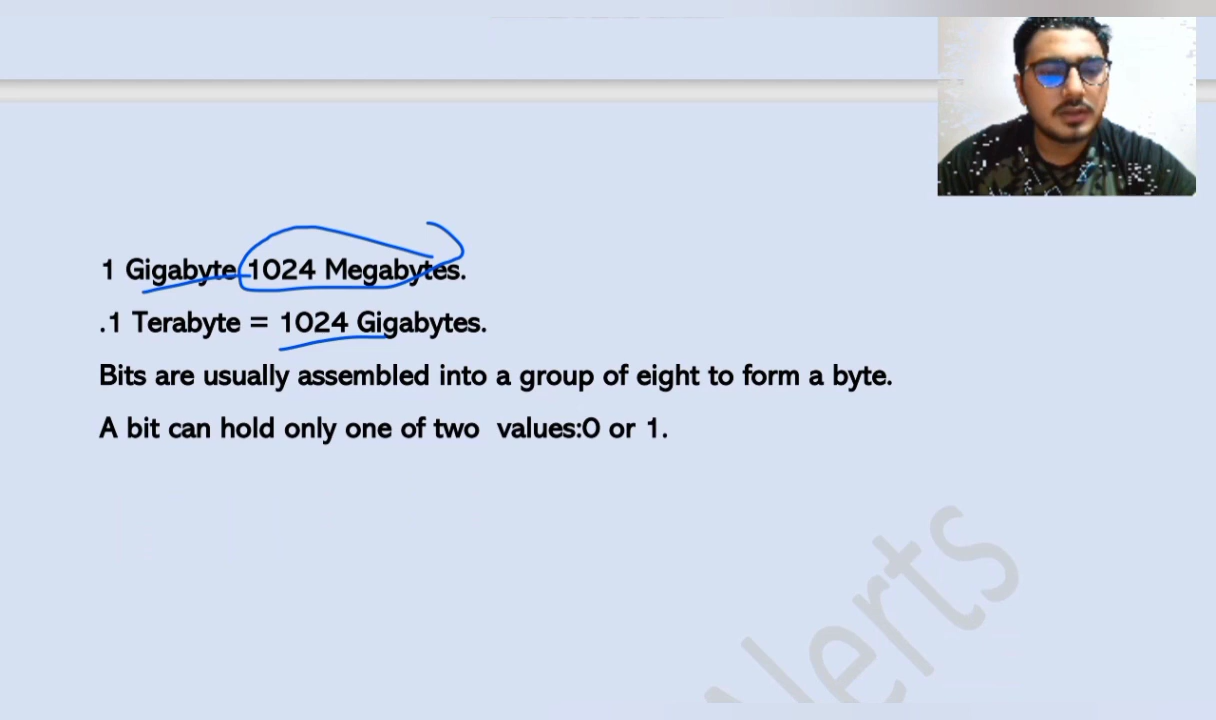 1 Gigabyte 1024 Megabytes.
.1 Terabyte = 1024 Gigabytes.
Bits are usually assembled into a group of eight to form a byte.
A bit can hold only one of two values:0 or 1.